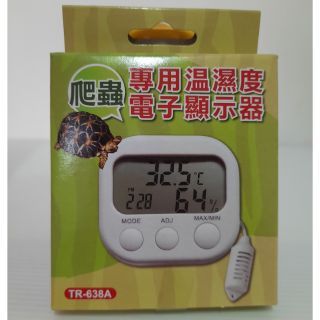 爬蟲
專用溫濕度
電子顯示器
32.5℃
PM 2:28 64%
MODE ADJ MAX/MIN
TR-638A